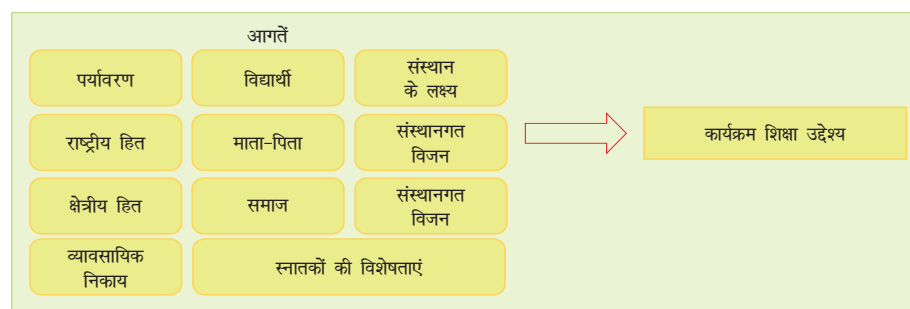 आगतें
पर्यावरण
विद्यार्थी
संस्थान
के लक्ष्य
राष्ट्रीय हित
माता-पिता
संस्थानगत
विजन
कार्यक्रम शिक्षा उद्देश्य
क्षेत्रीय हित
समाज
संस्थानगत
विजन
व्यावसायिक
निकाय
स्नातकों की विशेषताएं